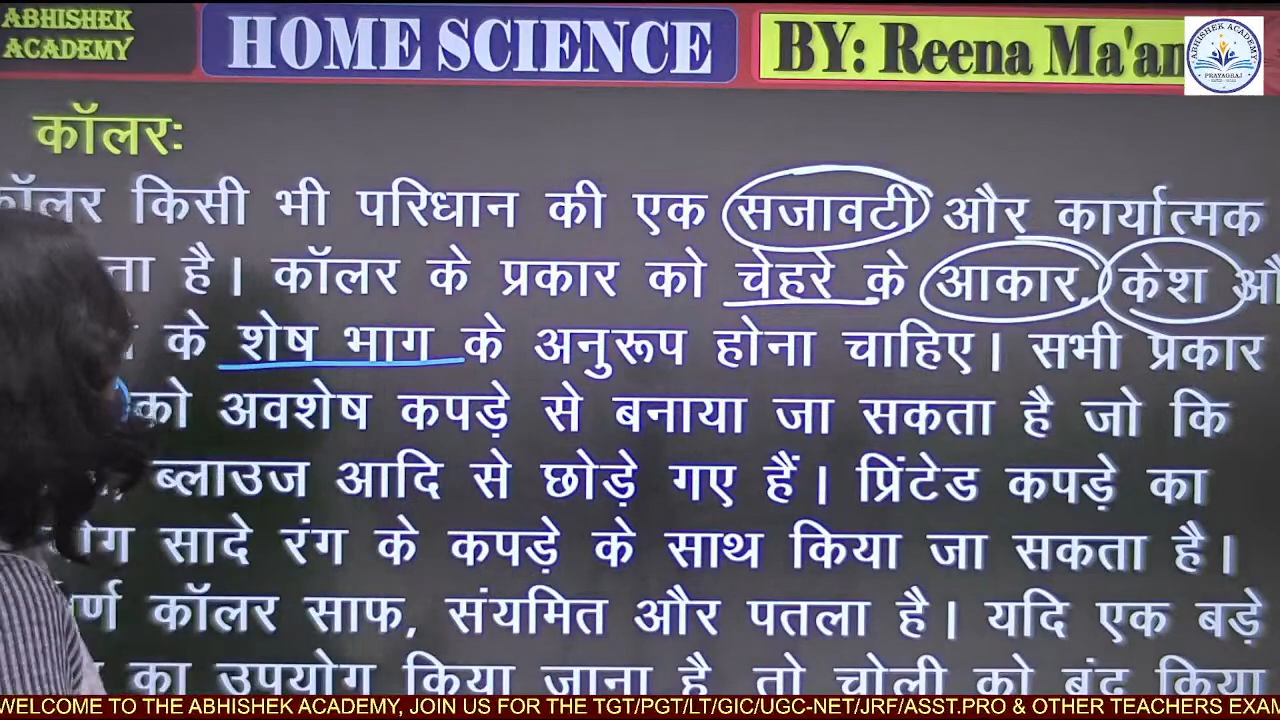 ABHISHEK
ACADEMY
HOME SCIENCE
BY: Reena Ma'am
ABHISHEK ACADEMY
PRAYAGRAJ
कॉलर:
कॉलर किसी भी परिधान की एक सजावटी और कार्यात्मक
है। कॉलर के प्रकार को चेहरे के आकार, केश
के शेष भाग के अनुरूप होना चाहिए। सभी प्रकार
को अवशेष कपड़े से बनाया जा सकता है जो कि
ब्लाउज आदि से छोड़े गए हैं। प्रिंटेड कपड़े का
सादे रंग के कपड़े के साथ किया जा सकता है।
कॉलर साफ, संयमित और पतला है। यदि एक बड़े
का उपयोग किया जाना है, तो चोली को बंद किया
WELCOME TO THE ABHISHEK ACADEMY, JOIN US FOR THE TGT/PGT/LT/GIC/UGC-NET/JRF/ASST.PRO & OTHER TEACHERS EXAM